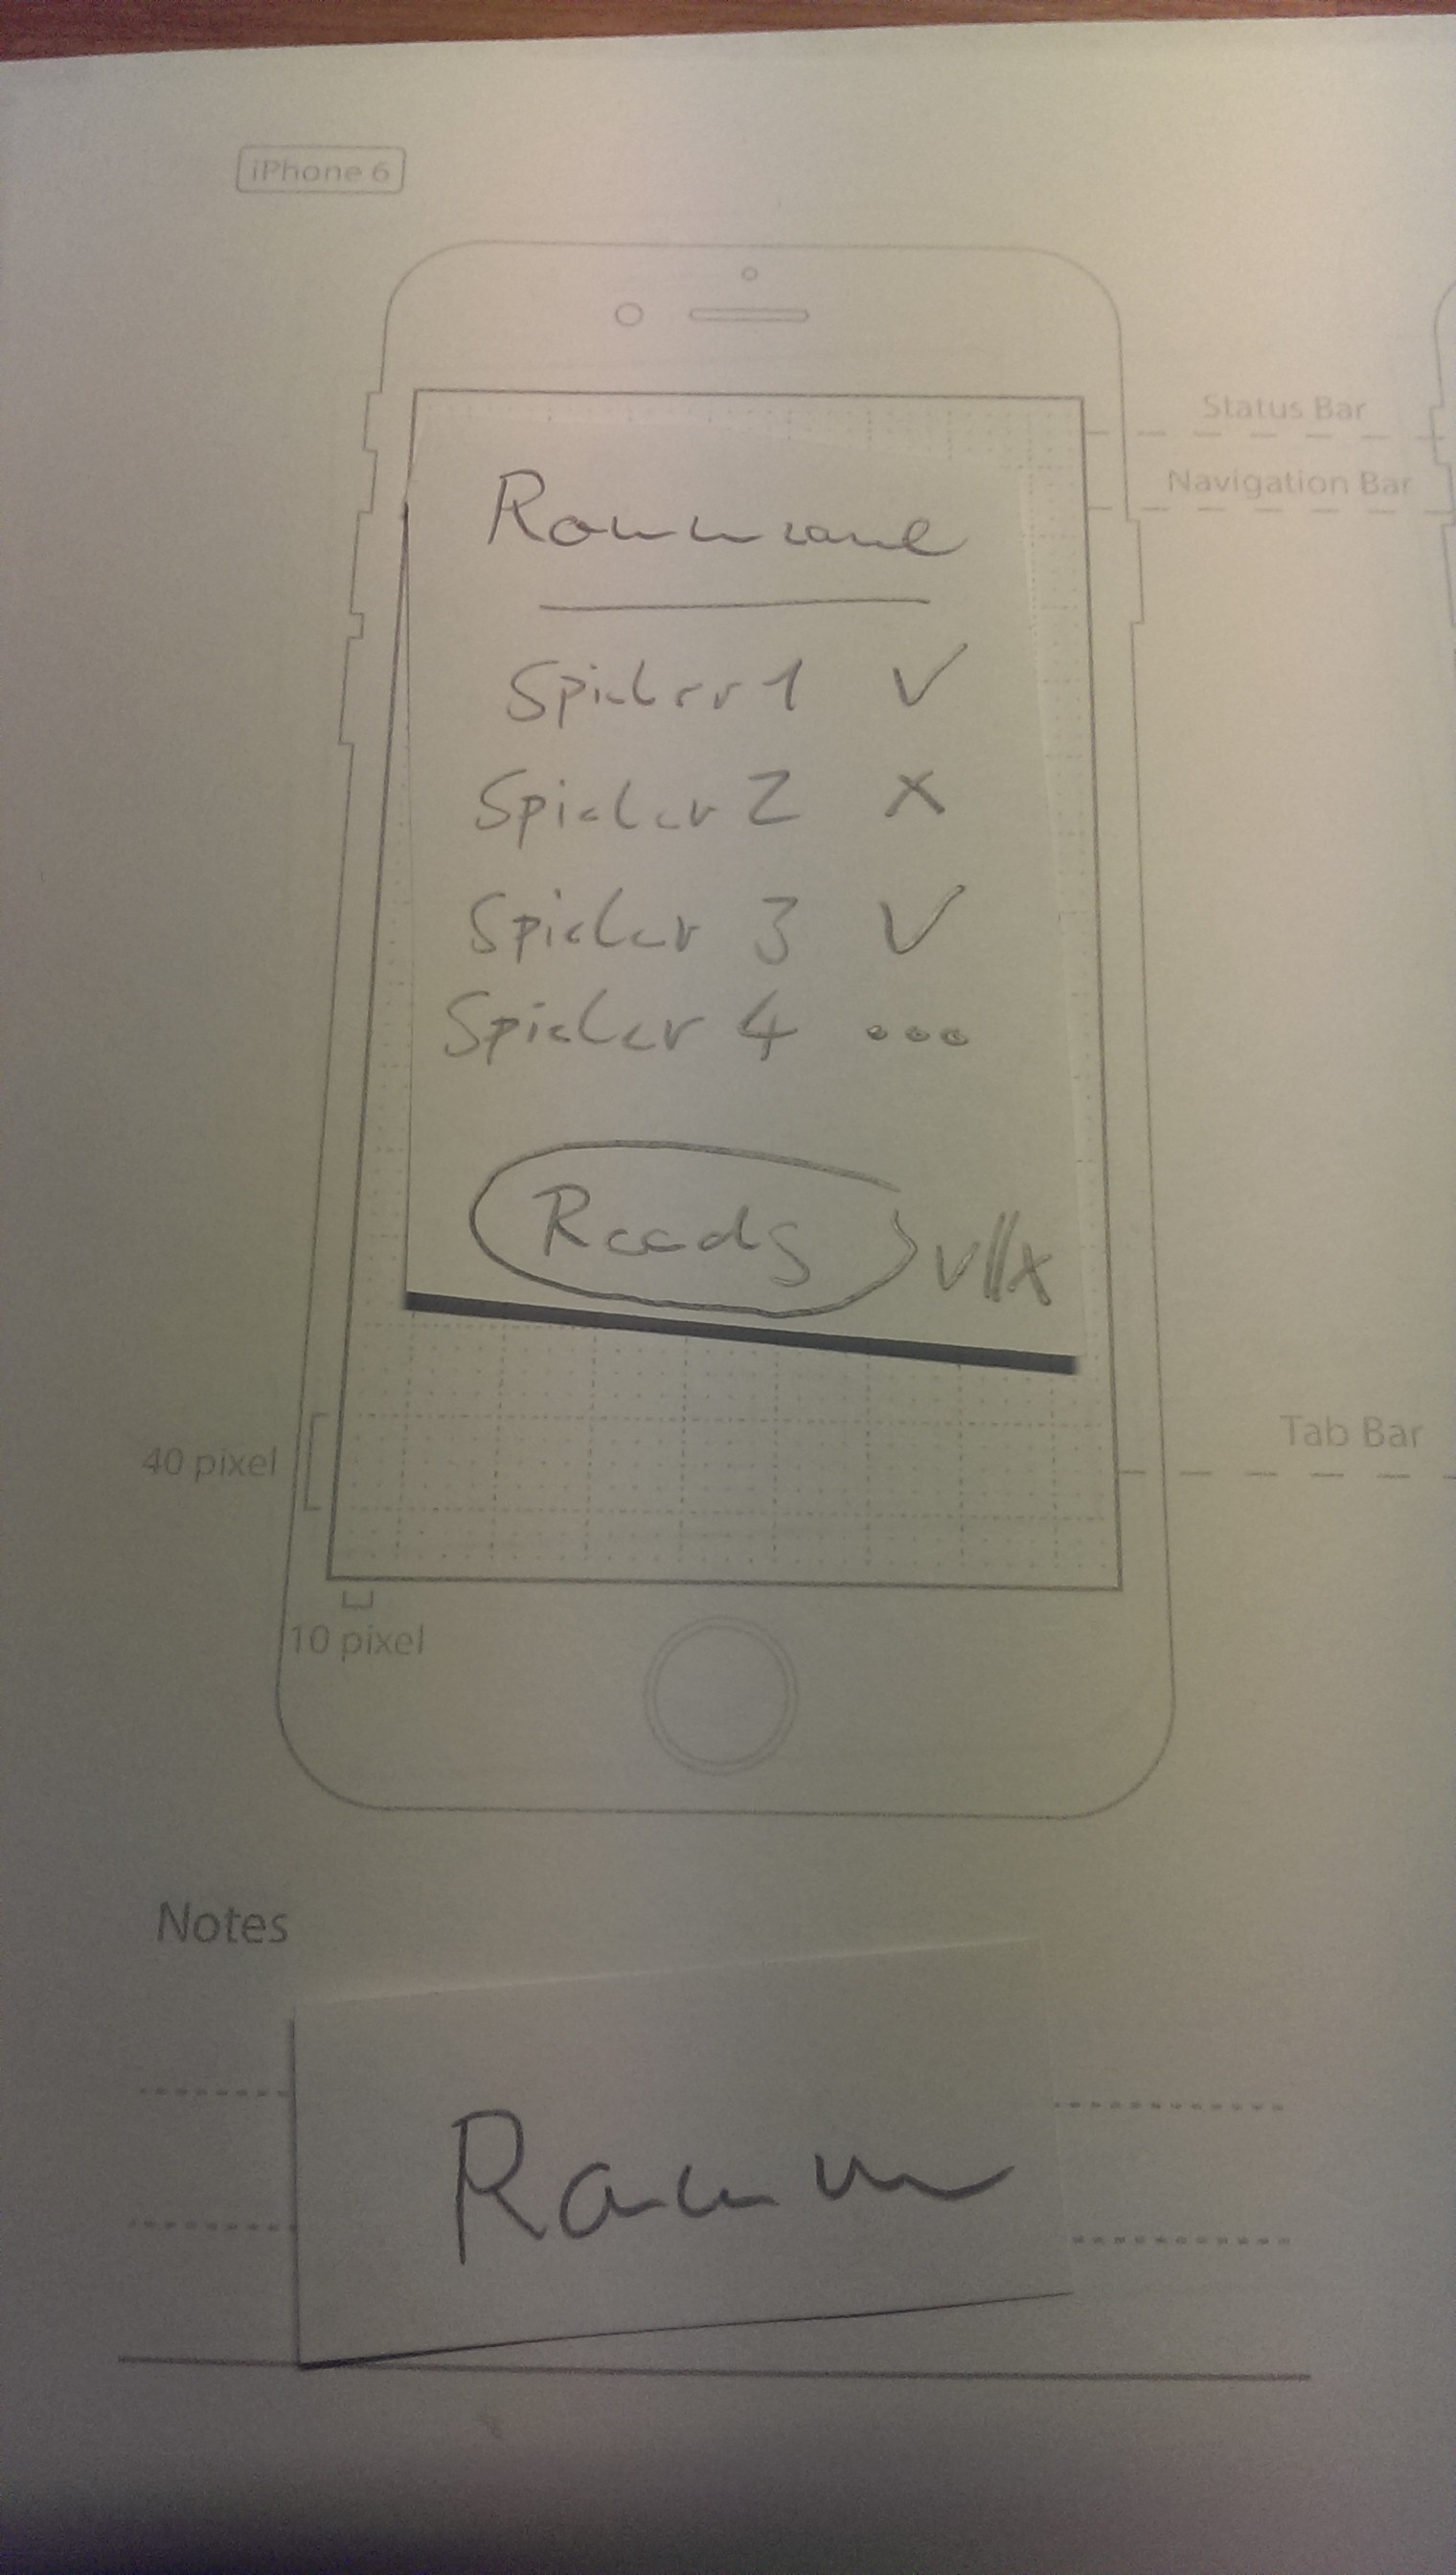 iPhone 6
Status Bar
Navigation Bar
Raumname
Spieler 1 ✓
Spieler 2 X
Spieler 3 ✓
Spieler 4 ...
Ready ✓//X
40 pixel
Tab Bar
10 pixel
Notes
Raum